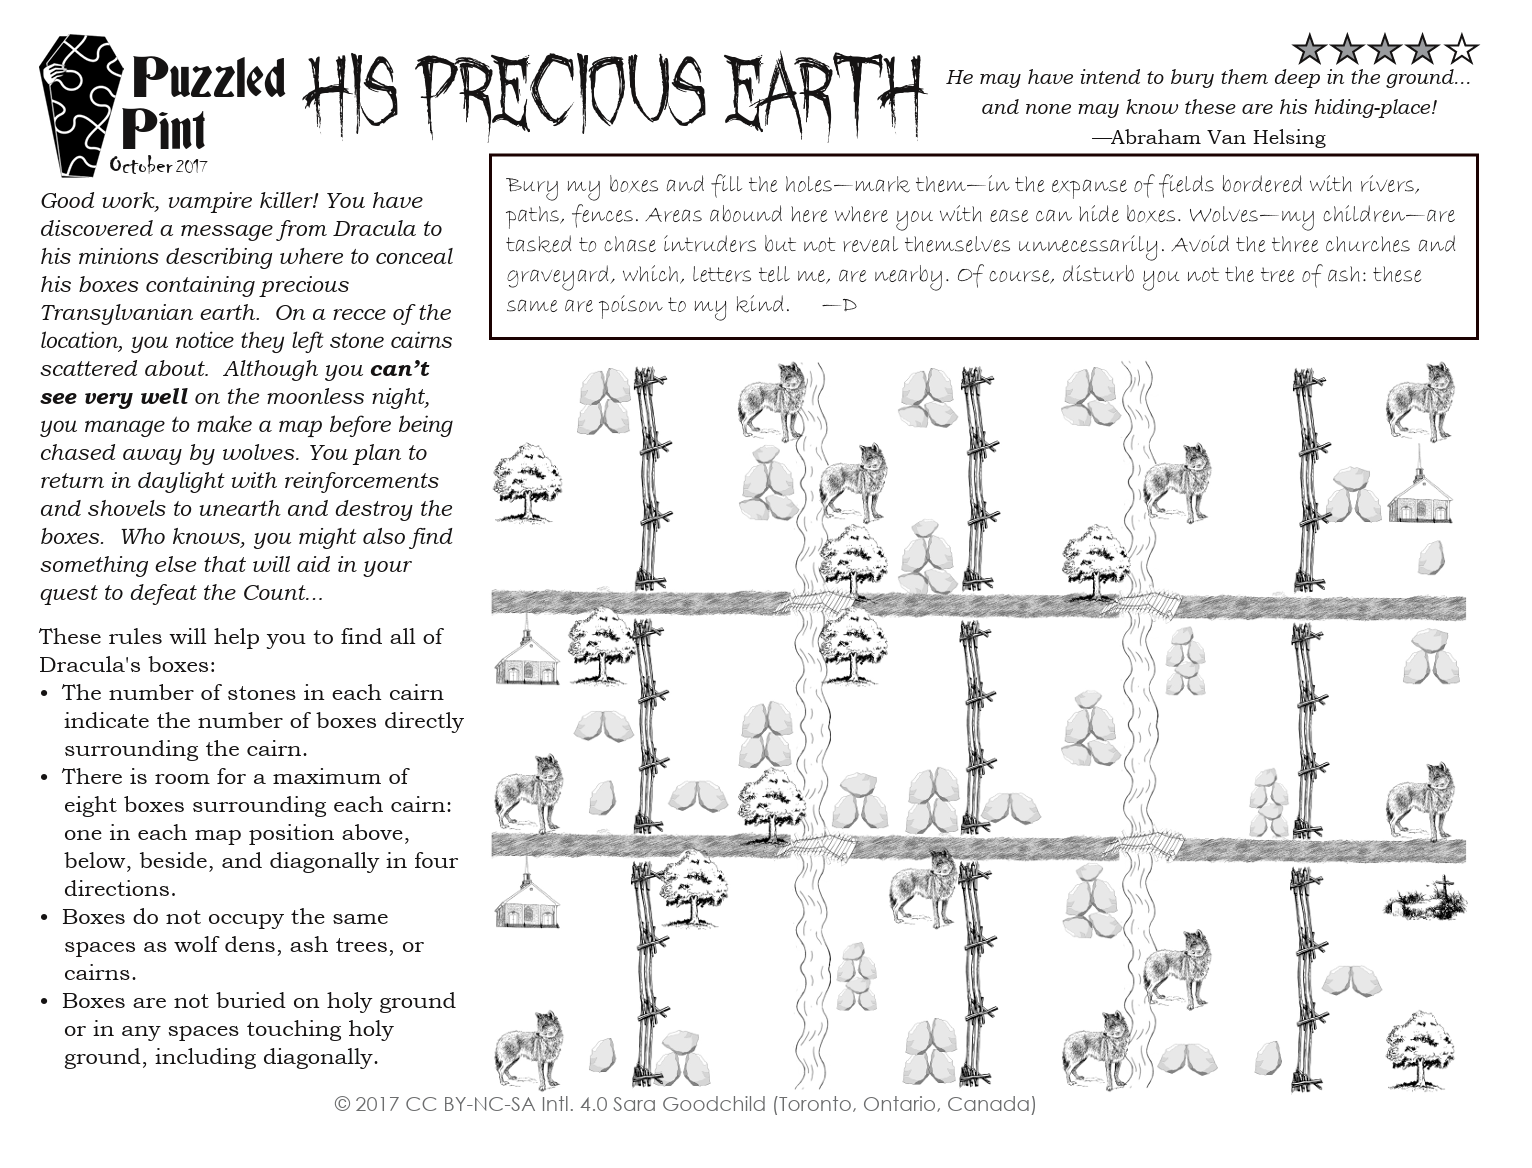 Puzzled
Pint
October 2017
HIS PRECIOUS EARTH
He may have intend to bury them deep in the ground...
and none may know these are his hiding-place!
—Abraham Van Helsing
Good work, vampire killer! You have
discovered a message from Dracula to
his minions describing where to conceal
his boxes containing precious
Transylvanian earth.  On a recce of the
location, you notice they left stone cairns
scattered about.  Although you can't
see very well on the moonless night,
you manage to make a map before being
chased away by wolves. You plan to
return in daylight with reinforcements
and shovels to unearth and destroy the
boxes.  Who knows, you might also find
something else that will aid in your
quest to defeat the Count...
These rules will help you to find all of
Dracula's boxes:
• The number of stones in each cairn
indicate the number of boxes directly
surrounding the cairn.
• There is room for a maximum of
eight boxes surrounding each cairn:
one in each map position above,
below, beside, and diagonally in four
directions.
• Boxes do not occupy the same
spaces as wolf dens, ash trees, or
cairns.
• Boxes are not buried on holy ground
or in any spaces touching holy
ground, including diagonally.
Bury my boxes and fill the holes—mark them—in the expanse of fields bordered with rivers,
paths, fences. Areas abound here where you with ease can hide boxes. Wolves—my children—are
tasked to chase intruders but not reveal themselves unnecessarily. Avoid the three churches and
graveyard, which, letters tell me, are nearby. Of course, disturb you not the tree of ash: these
same are poison to my kind.     —D
© 2017 CC BY-NC-SA Intl. 4.0 Sara Goodchild (Toronto, Ontario, Canada)